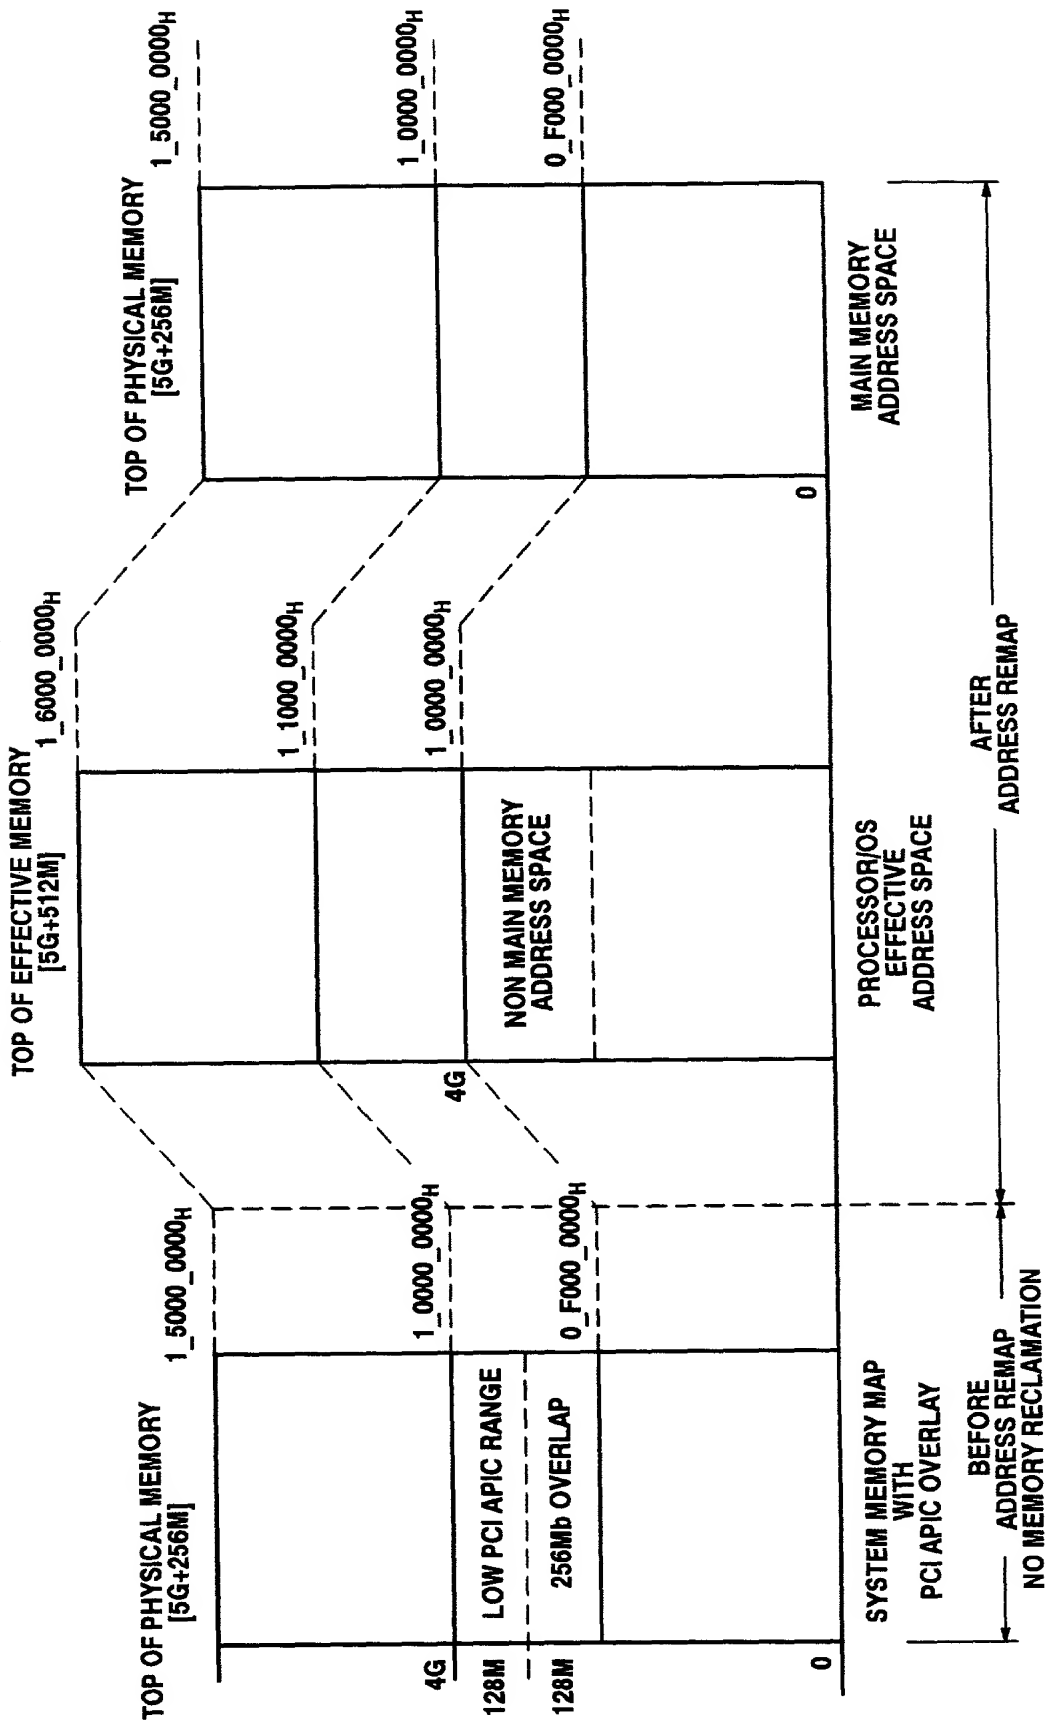 TOP OF PHYSICAL MEMORY
[5G+256M]
1_5000_0000H
4G
1_0000_0000H
128M
LOW PCI APIC RANGE
128M
256Mb OVERLAP
0_F000_0000H
0
SYSTEM MEMORY MAP
WITH
PCI APIC OVERLAY
BEFORE
ADDRESS REMAP
NO MEMORY RECLAMATION
TOP OF EFFECTIVE MEMORY
[5G+512M]
1_6000_0000H
1_1000_0000H
4G
1_0000_0000H
NON MAIN MEMORY
ADDRESS SPACE
PROCESSOR/OS
EFFECTIVE
ADDRESS SPACE
AFTER
ADDRESS REMAP
TOP OF PHYSICAL MEMORY
[5G+256M]
1_5000_0000H
1_0000_0000H
0_F000_0000H
0
MAIN MEMORY
ADDRESS SPACE